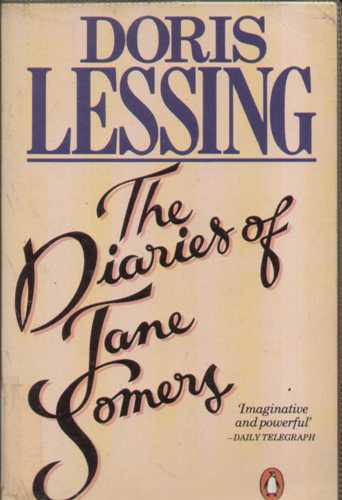 DORIS
LESSING
The
Diaries of
Jane
Somers
'Imaginative
and powerful'
–DAILY TELEGRAPH